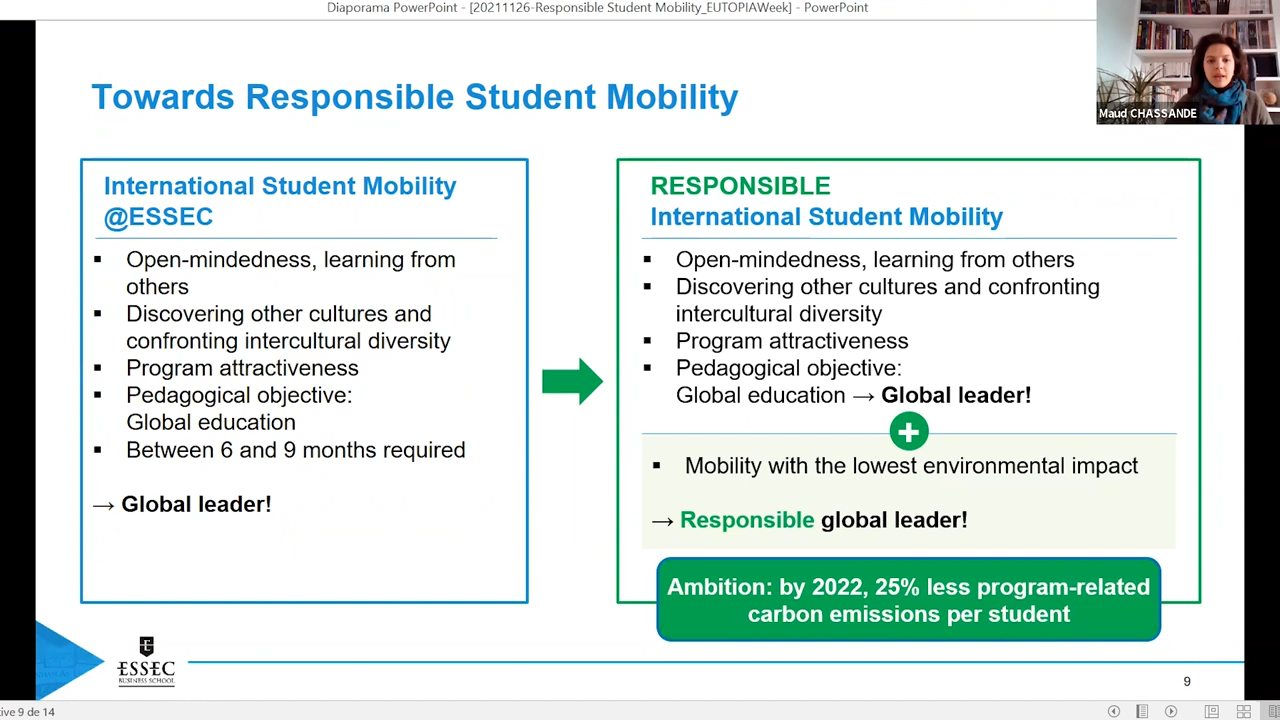 Diaporama PowerPoint - [20211126-Responsible Student Mobility_EUTOPIAWeek] - PowerPoint
Maud CHASSANDE
Towards Responsible Student Mobility
International Student Mobility
@ESSEC
▪ Open-mindedness, learning from
others
▪ Discovering other cultures and
confronting intercultural diversity
▪ Program attractiveness
▪ Pedagogical objective:
Global education
▪ Between 6 and 9 months required
→ Global leader!
RESPONSIBLE
International Student Mobility
▪ Open-mindedness, learning from others
▪ Discovering other cultures and confronting
intercultural diversity
▪ Program attractiveness
▪ Pedagogical objective:
Global education → Global leader!
+
▪ Mobility with the lowest environmental impact
→ Responsible global leader!
Ambition: by 2022, 25% less program-related
carbon emissions per student
ESSEC
BUSINESS SCHOOL
9
tive 9 de 14